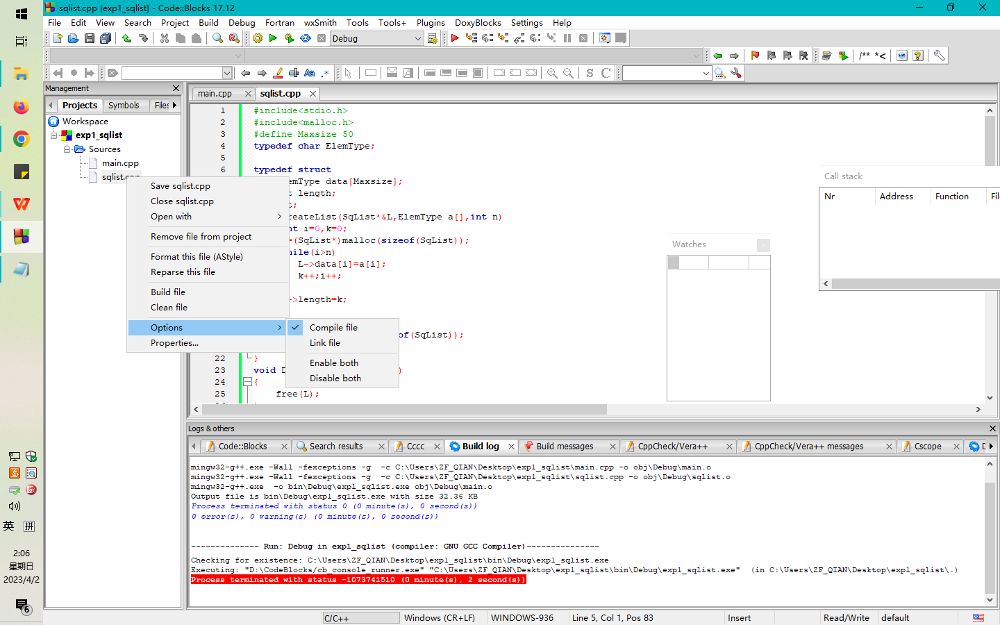 sqlist.cpp [exp1_sqlist] - Code::Blocks 17.12
File Edit View Search Project Build Debug Fortran wxSmith Tools Tools+ Plugins DoxyBlocks Settings Help
Debug
/** *<
Aa .*
S C
Management
Projects Symbols Files
Workspace
exp1_sqlist
Sources
main.cpp
sqlist.cpp
Save sqlist.cpp
Close sqlist.cpp
Open with
Remove file from project
Format this file (AStyle)
Reparse this file
Build file
Clean file
Options
Properties...
Compile file
Link file
Enable both
Disable both
main.cpp sqlist.cpp
1 #include<stdio.h>
2 #include<malloc.h>
3 #define Maxsize 50
4 typedef char ElemType;
5
6 typedef struct
emType data[Maxsize];
t length;
t;
reateList(SqList*&L,ElemType a[],int n)
nt i=0,k=0;
=(SqList*)malloc(sizeof(SqList));
hile(i>n)
L->data[i]=a[i];
k++;i++;
->length=k;
of(SqList));
22 }
23 void D )
24 {
25 free(L);
Call stack
Nr Address Function Fil
Watches
Logs & others
Code::Blocks Search results Cccc Build log Build messages CppCheck/Vera++ CppCheck/Vera++ messages Cscope D
mingw32-g++.exe -Wall -fexceptions -g -c C:\Users\ZF_QIAN\Desktop\exp1_sqlist\main.cpp -o obj\Debug\main.o
mingw32-g++.exe -Wall -fexceptions -g -c C:\Users\ZF_QIAN\Desktop\exp1_sqlist\sqlist.cpp -o obj\Debug\sqlist.o
mingw32-g++.exe -o bin\Debug\exp1_sqlist.exe obj\Debug\main.o
Output file is bin\Debug\exp1_sqlist.exe with size 32.36 KB
Process terminated with status 0 (0 minute(s), 0 second(s))
0 error(s), 0 warning(s) (0 minute(s), 0 second(s))
-------------- Run: Debug in exp1_sqlist (compiler: GNU GCC Compiler)---------------
Checking for existence: C:\Users\ZF_QIAN\Desktop\exp1_sqlist\bin\Debug\exp1_sqlist.exe
Executing: "D:\CodeBlocks/cb_console_runner.exe" "C:\Users\ZF_QIAN\Desktop\exp1_sqlist\bin\Debug\exp1_sqlist.exe" (in C:\Users\ZF_QIAN\Desktop\exp1_sqlist\.)
Process terminated with status -1073741510 (0 minute(s), 2 second(s))
C/C++ Windows (CR+LF) WINDOWS-936 Line 5, Col 1, Pos 83 Insert Read/Write default
英 拼
2:06
星期日
2023/4/2
6